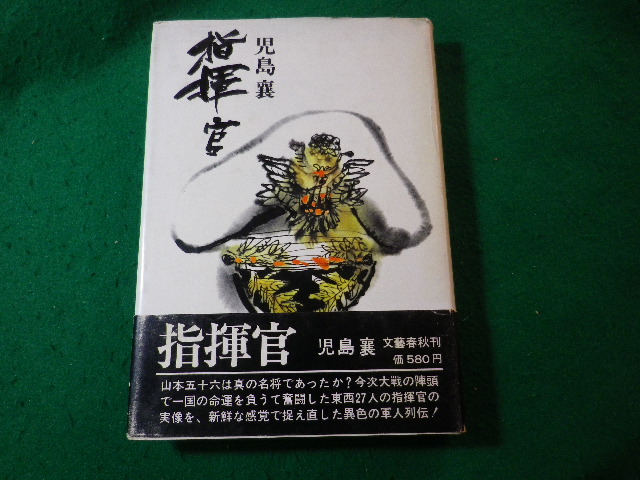 児島襄
指揮官
指揮官 児島襄 文藝春秋刊
価580円
山本五十六は真の名将であったか?今次大戦の陣頭
で一国の命運を負うて奮闘した東西27人の指揮官の
実像を、新鮮な感覚で捉え直した異色の軍人列伝!